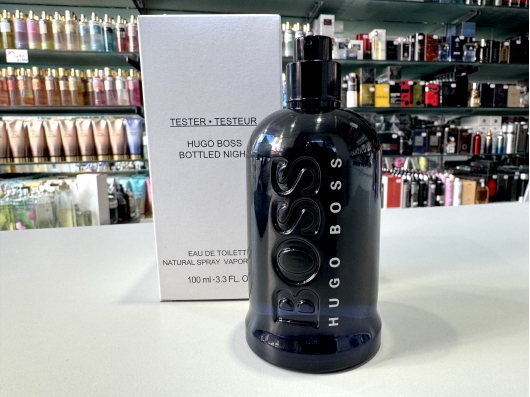 TESTER • TESTEUR
HUGO BOSS
BOTTLED NIGH
EAU DE TOILETT
NATURAL SPRAY VAPOR
100 ml - 3.3 FL. O
BOSS
HUGO BOSS